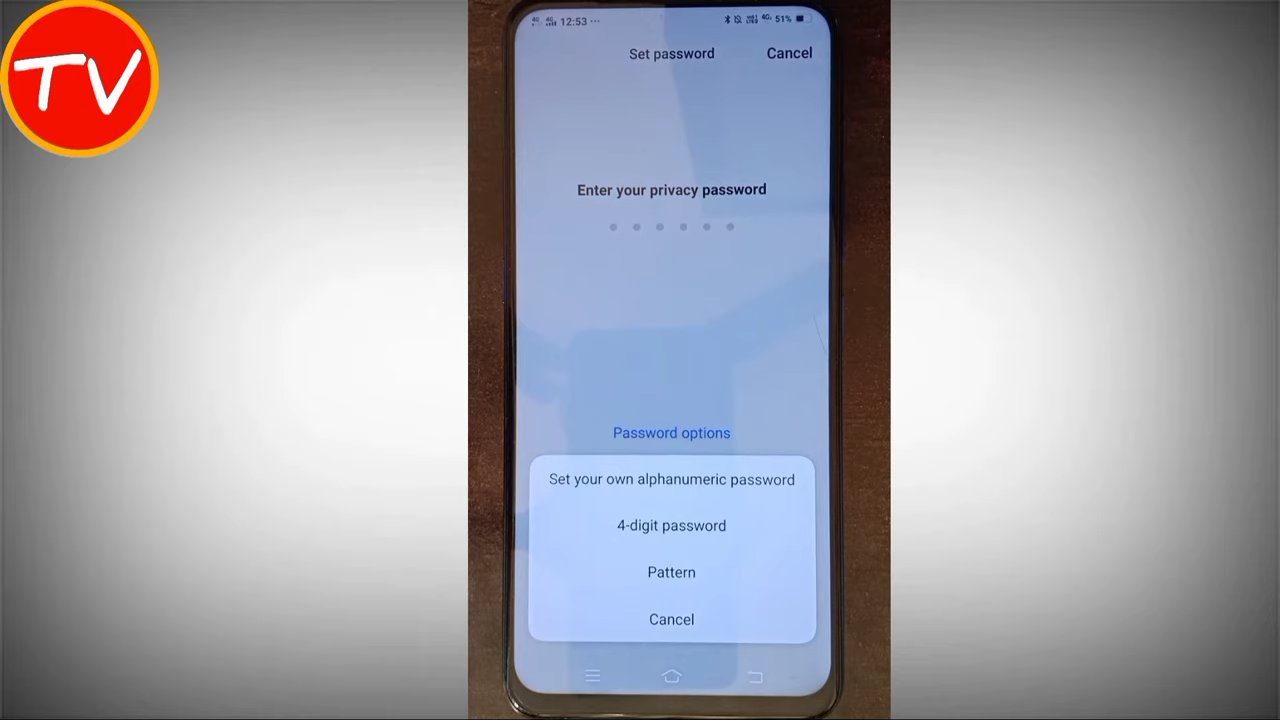 TV
12:53 ... 51%
Set password Cancel
Enter your privacy password
Password options
Set your own alphanumeric password
4-digit password
Pattern
Cancel